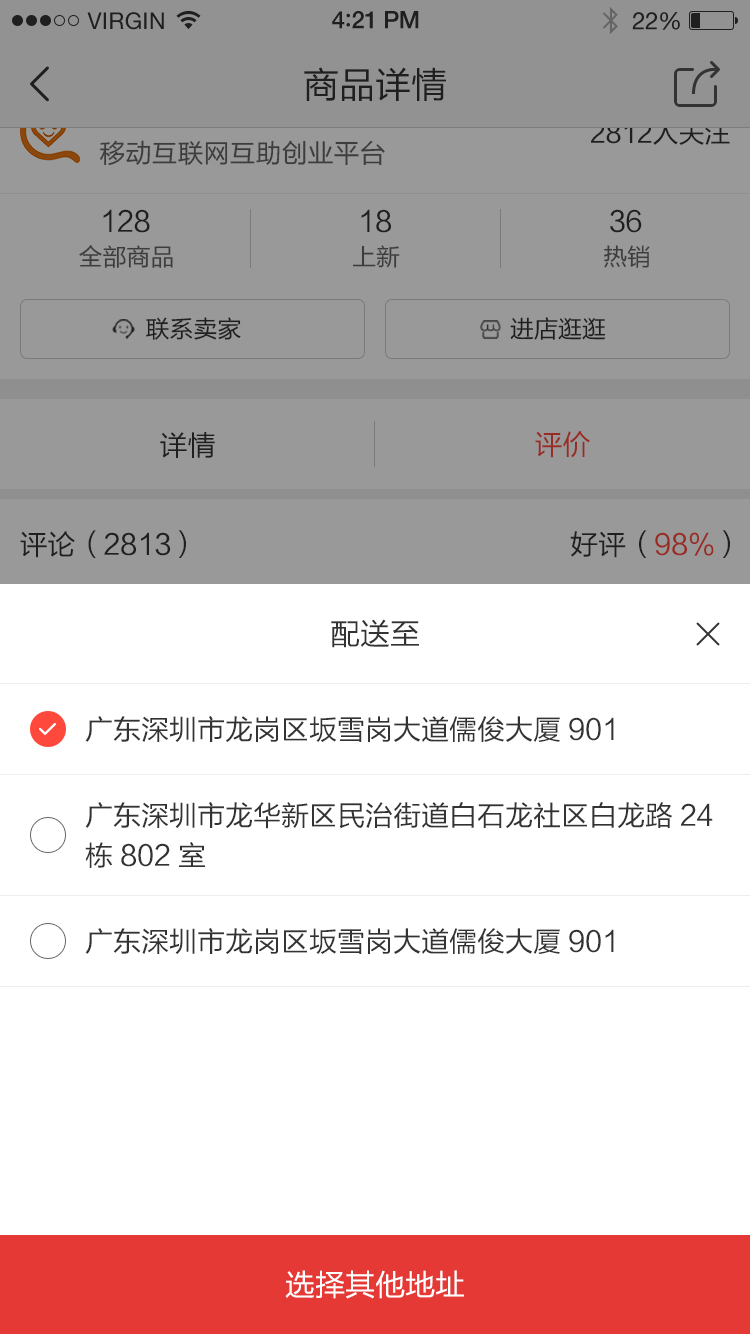 VIRGIN
4:21 PM
22%
商品详情
2812人关注
移动互联网互助创业平台
128
18
36
全部商品
上新
热销
联系卖家
进店逛逛
详情
评价
评论（2813）
好评（98%）
配送至
广东深圳市龙岗区坂雪岗大道儒俊大厦 901
广东深圳市龙华新区民治街道白石龙社区白龙路 24
栋 802 室
广东深圳市龙岗区坂雪岗大道儒俊大厦 901
选择其他地址